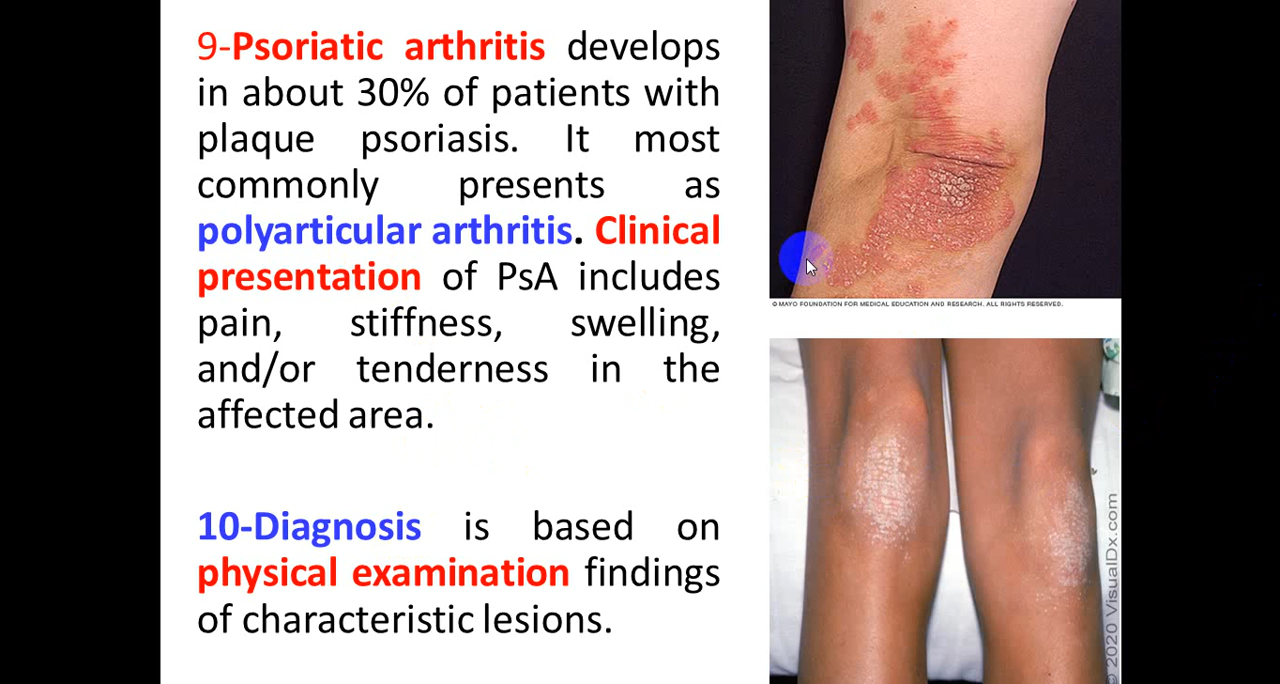 9-Psoriatic arthritis develops
in about 30% of patients with
plaque psoriasis. It most
commonly presents as
polyarticular arthritis. Clinical
presentation of PsA includes
pain, stiffness, swelling,
and/or tenderness in the
affected area.
10-Diagnosis is based on
physical examination findings
of characteristic lesions.
© MAYO FOUNDATION FOR MEDICAL EDUCATION AND RESEARCH. ALL RIGHTS RESERVED.
© 2020 VisualDx.com